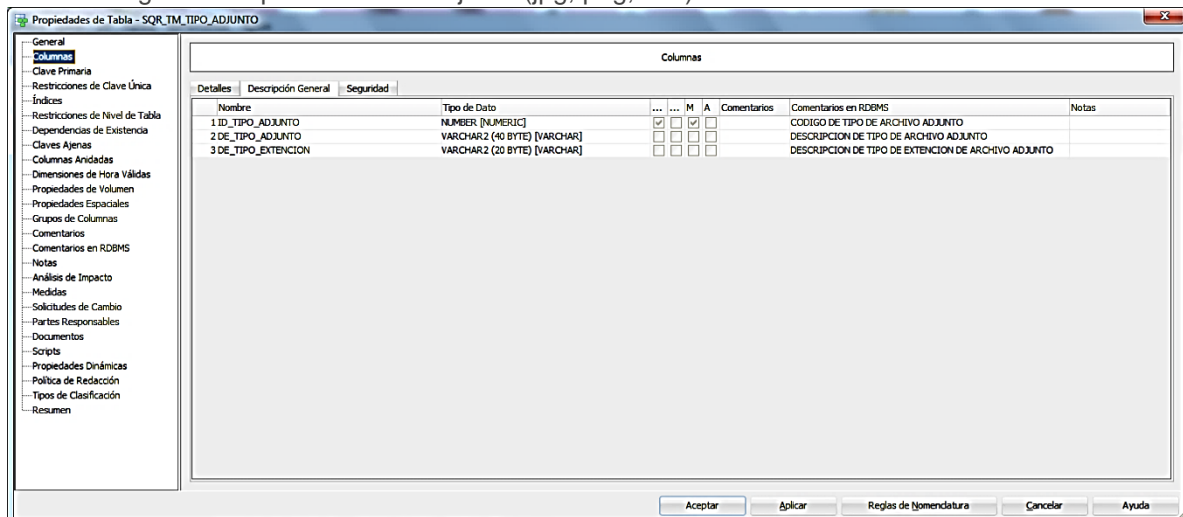 Propiedades de Tabla - SQR_TM_TIPO_ADJUNTO
General
Columnas
Clave Primaria
Restricciones de Clave Única
Índices
Restricciones de Nivel de Tabla
Dependencias de Existencia
Claves Ajenas
Columnas Anidadas
Dimensiones de Hora Válidas
Propiedades de Volumen
Propiedades Espaciales
Grupos de Columnas
Comentarios
Comentarios en RDBMS
Notas
Análisis de Impacto
Medidas
Solicitudes de Cambio
Partes Responsables
Documentos
Scripts
Propiedades Dinámicas
Política de Redacción
Tipos de Clasificación
Resumen
Columnas
Detalles Descripción General Seguridad
Nombre Tipo de Dato ... ... M A Comentarios Comentarios en RDBMS Notas
1 ID_TIPO_ADJUNTO NUMBER [NUMERIC] CODIGO DE TIPO DE ARCHIVO ADJUNTO
2 DE_TIPO_ADJUNTO VARCHAR2 (40 BYTE) [VARCHAR] DESCRIPCION DE TIPO DE ARCHIVO ADJUNTO
3 DE_TIPO_EXTENCION VARCHAR2 (20 BYTE) [VARCHAR] DESCRIPCION DE TIPO DE EXTENCION DE ARCHIVO ADJUNTO
Aceptar Aplicar Reglas de Nomenclatura Cancelar Ayuda